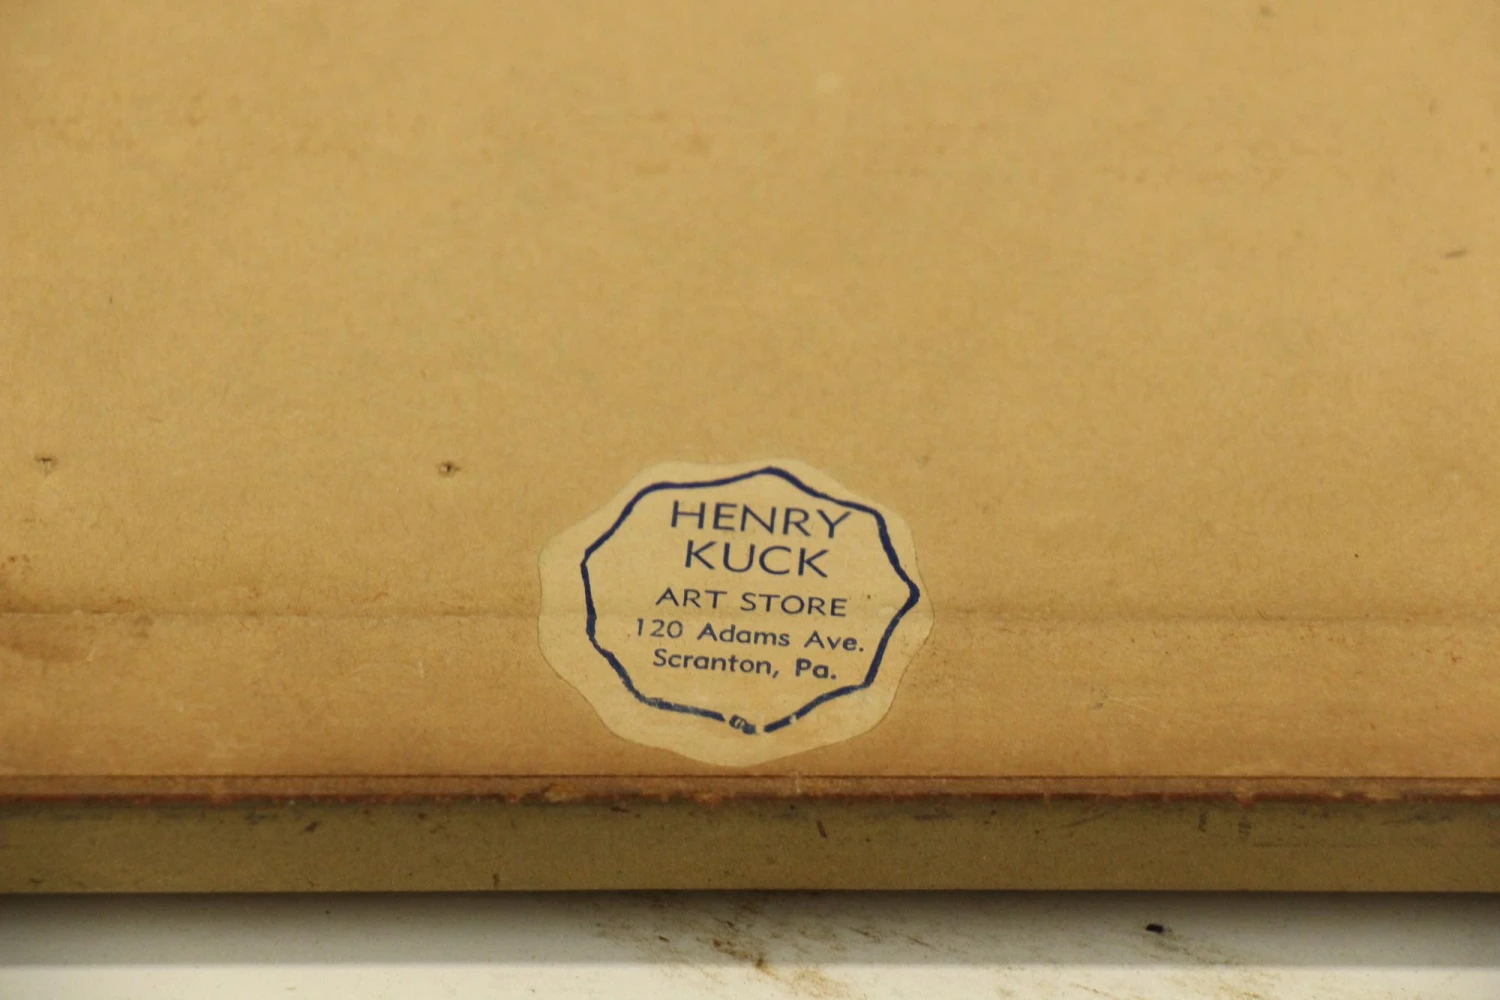 HENRY
KUCK
ART STORE
120 Adams Ave.
Scranton, Pa.